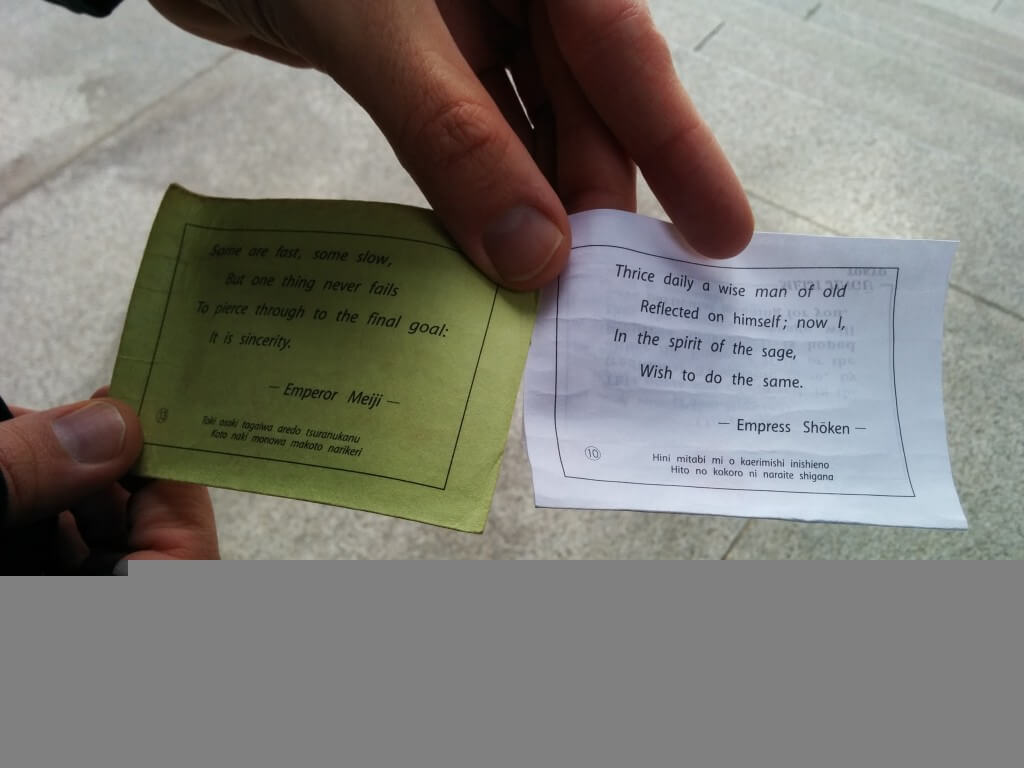 Some are fast, some slow,
But one thing never fails
To pierce through to the final goal:
It is sincerity.
— Emperor Meiji —
13
Toki osoki tagaiwa aredo tsuranukanu
Koto naki monowa makoto narikeri
Thrice daily a wise man of old
Reflected on himself; now I,
In the spirit of the sage,
Wish to do the same.
— Empress Shōken —
10
Hini mitabi mi o kaerimishi inishieno
Hito no kokoro ni naraite shigana